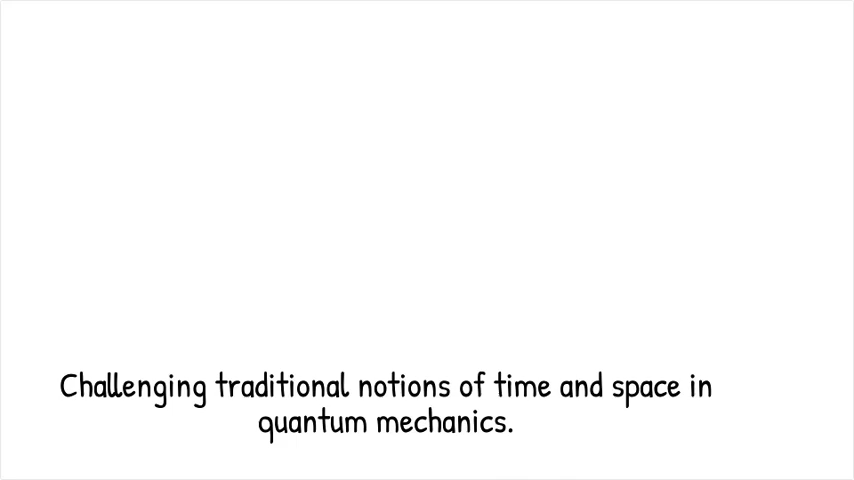 Challenging traditional notions of time and space in
quantum mechanics.